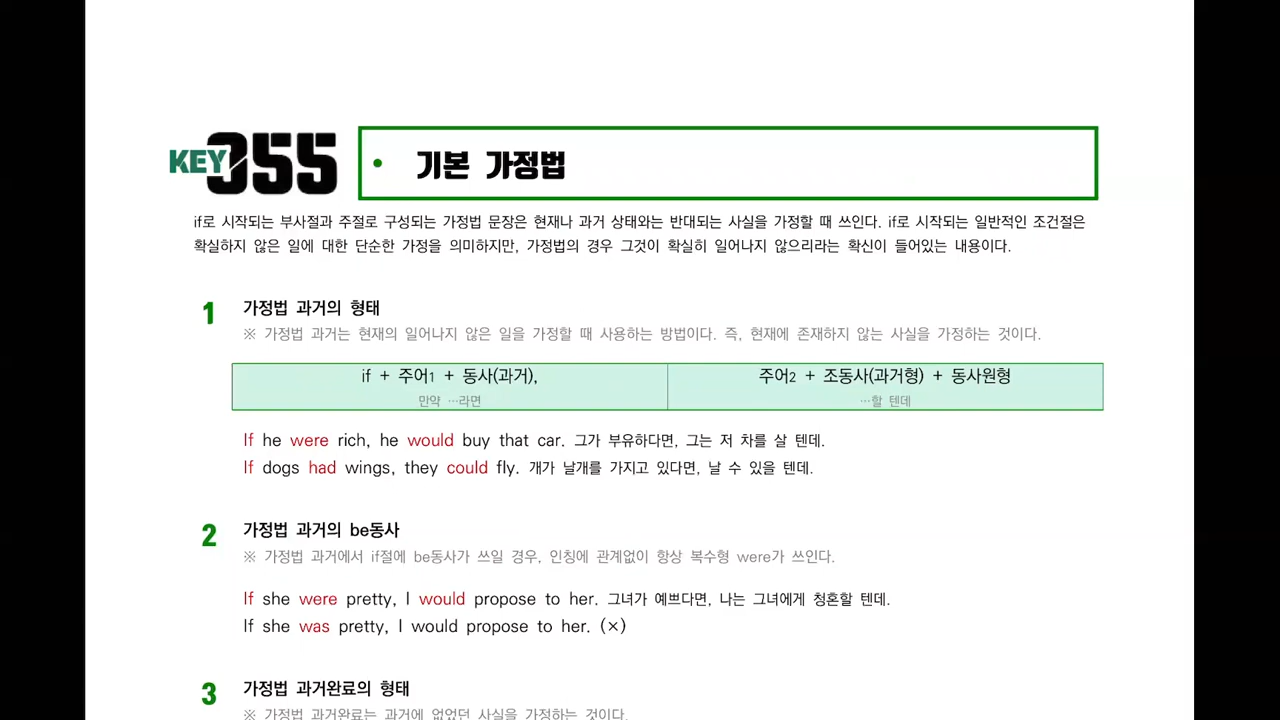 KEY 355
• 기본 가정법
if로 시작되는 부사절과 주절로 구성되는 가정법 문장은 현재나 과거 상태와는 반대되는 사실을 가정할 때 쓰인다. if로 시작되는 일반적인 조건절은
확실하지 않은 일에 대한 단순한 가정을 의미하지만, 가정법의 경우 그것이 확실히 일어나지 않으리라는 확신이 들어있는 내용이다.
1 가정법 과거의 형태
※ 가정법 과거는 현재의 일어나지 않은 일을 가정할 때 사용하는 방법이다. 즉, 현재에 존재하지 않는 사실을 가정하는 것이다.
if + 주어1 + 동사(과거), 주어2 + 조동사(과거형) + 동사원형
만약 …라면 …할 텐데
If he were rich, he would buy that car. 그가 부유하다면, 그는 저 차를 살 텐데.
If dogs had wings, they could fly. 개가 날개를 가지고 있다면, 날 수 있을 텐데.
2 가정법 과거의 be동사
※ 가정법 과거에서 if절에 be동사가 쓰일 경우, 인칭에 관계없이 항상 복수형 were가 쓰인다.
If she were pretty, I would propose to her. 그녀가 예쁘다면, 나는 그녀에게 청혼할 텐데.
If she was pretty, I would propose to her. (×)
3 가정법 과거완료의 형태
※ 가정법 과거완료는 과거에 없었던 사실을 가정하는 것이다.